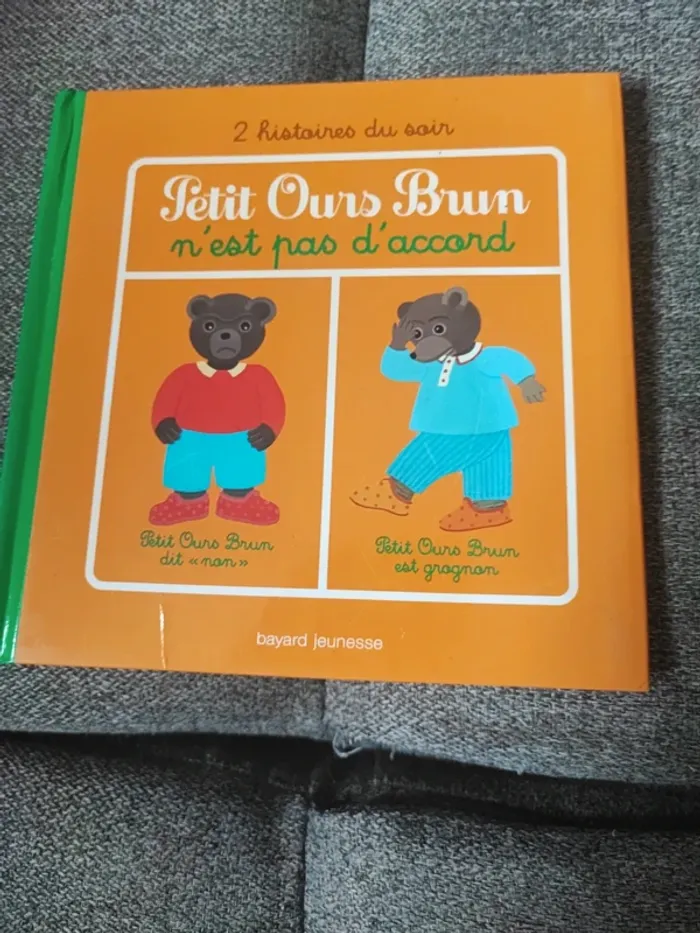 2 histoires du soir
Petit Ours Brun
n'est pas d'accord
Petit Ours Brun
dit «non»
Petit Ours Brun
est grognon
bayard jeunesse